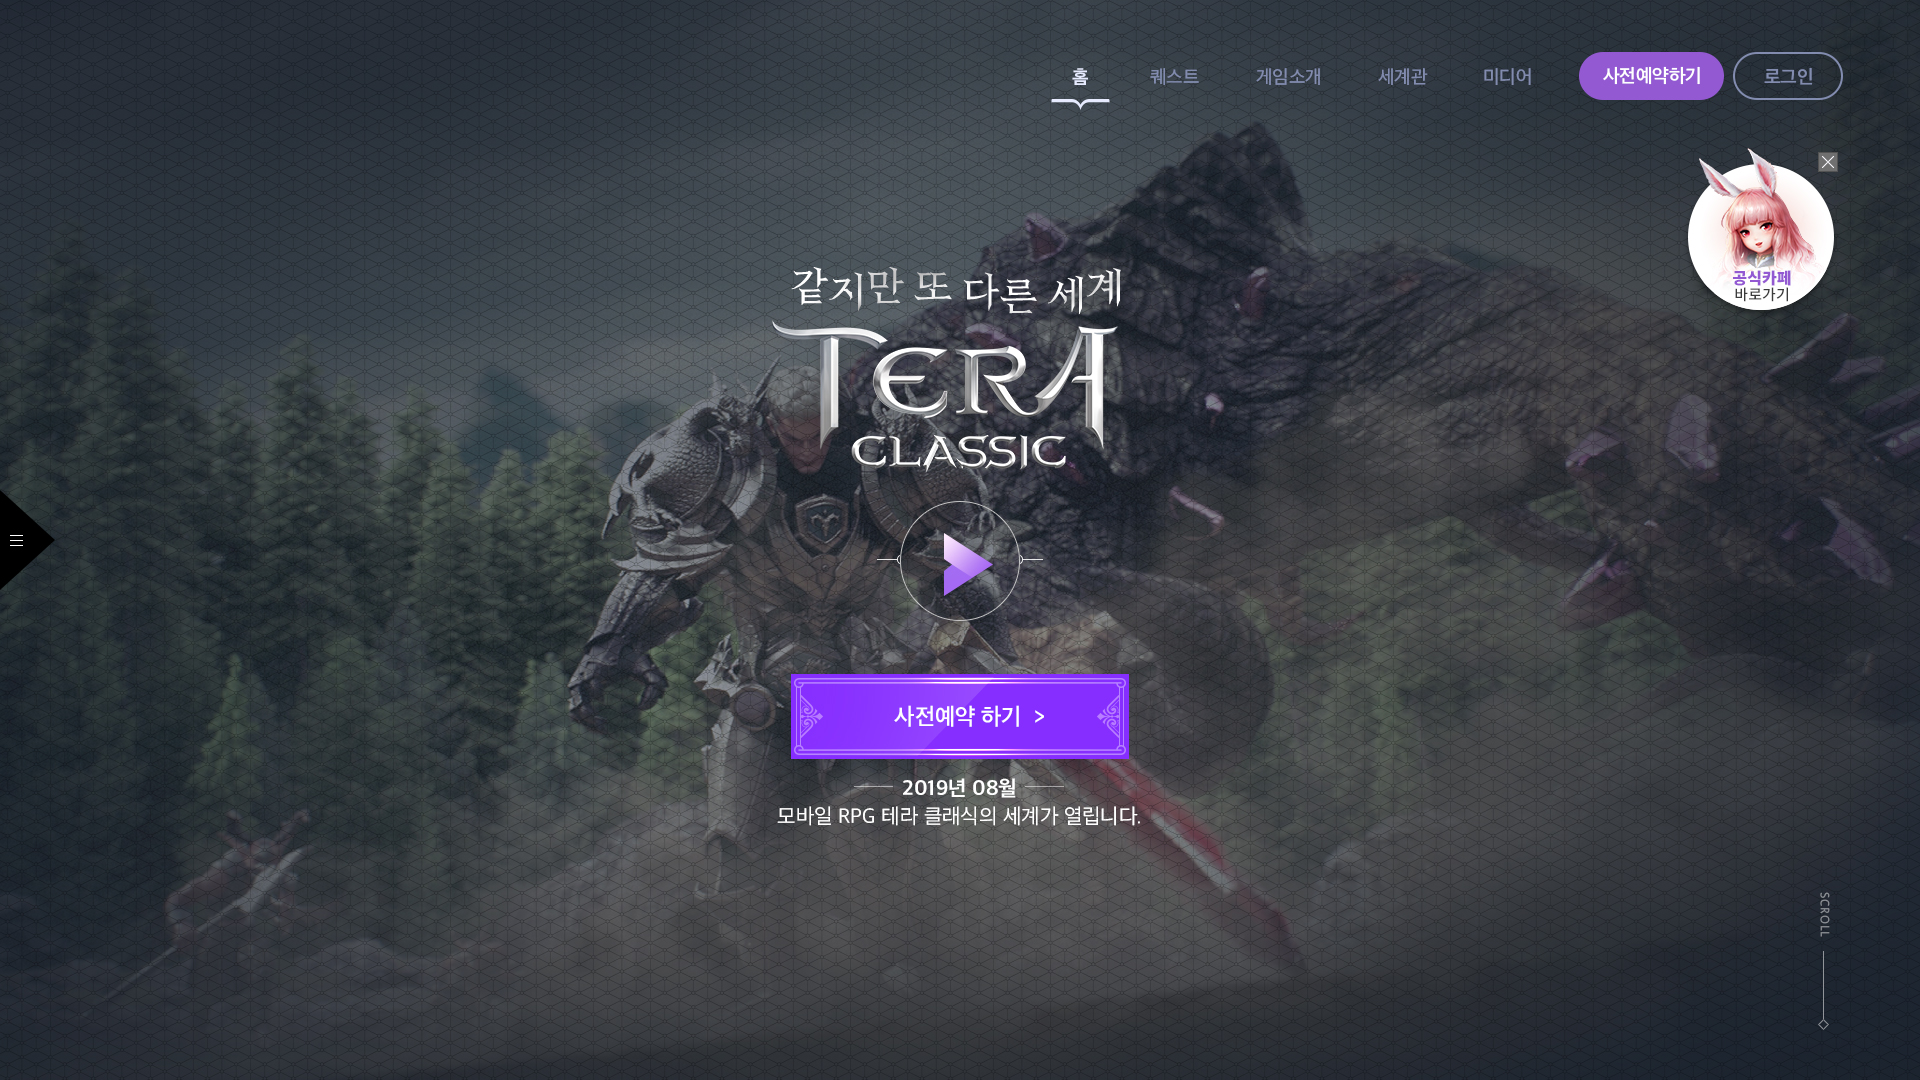 홈
퀘스트
게임소개
세계관
미디어
사전예약하기
로그인
공식카페
바로가기
같지만 또 다른 세계
TERA
CLASSIC
사전예약 하기 >
2019년 08월
모바일 RPG 테라 클래식의 세계가 열립니다.
SCROLL